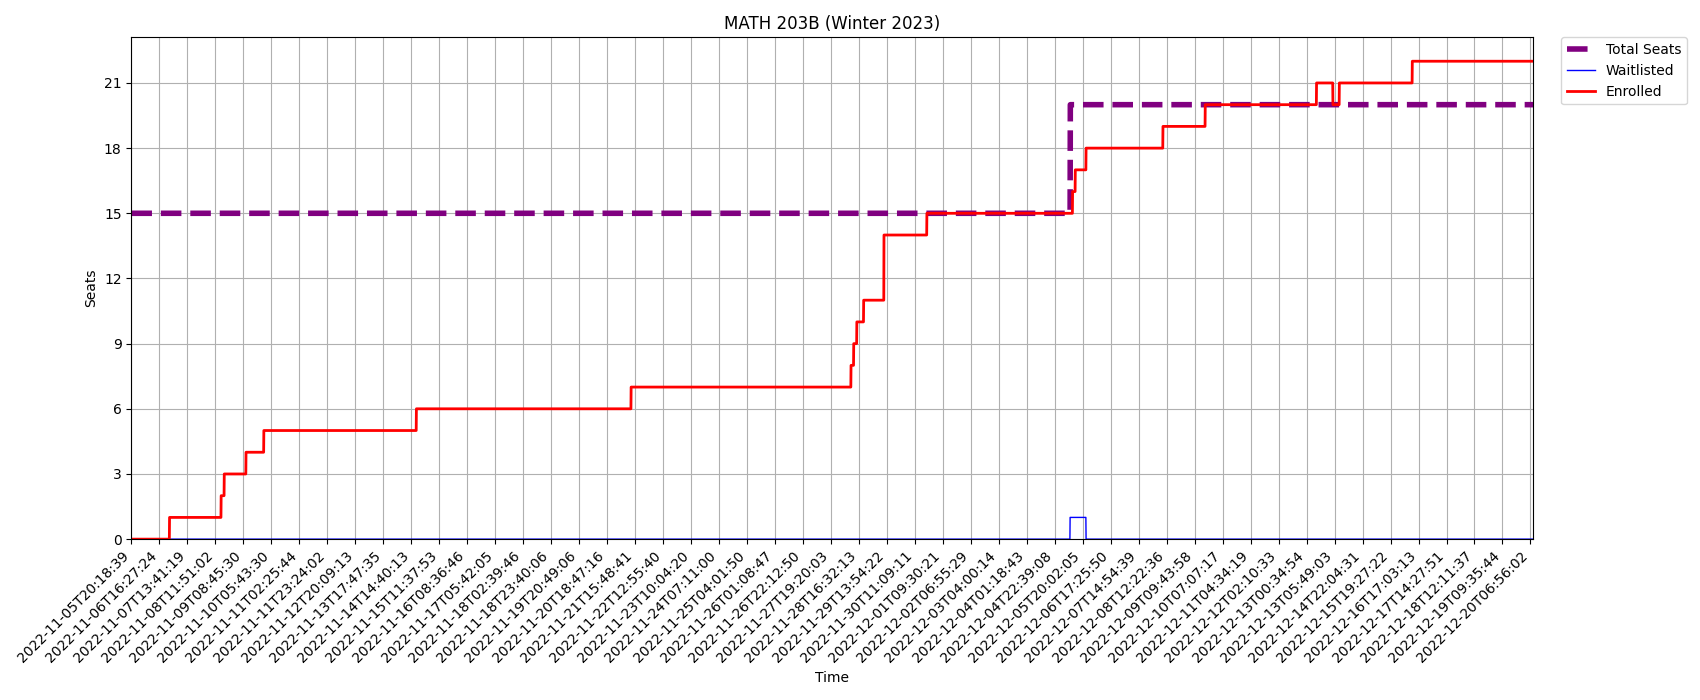 MATH 203B (Winter 2023)
Total Seats
Waitlisted
Enrolled
Seats
21
18
15
12
9
6
3
0
2022-11-05T20:18:39
2022-11-06T16:27:24
2022-11-07T13:41:19
2022-11-08T11:51:02
2022-11-09T08:45:30
2022-11-10T05:43:30
2022-11-11T02:25:44
2022-11-11T23:24:02
2022-11-12T20:09:13
2022-11-13T17:47:35
2022-11-14T14:40:13
2022-11-15T11:37:53
2022-11-16T08:36:46
2022-11-17T05:42:05
2022-11-18T02:39:46
2022-11-18T23:40:06
2022-11-19T20:49:06
2022-11-20T18:47:16
2022-11-21T15:48:41
2022-11-22T12:55:40
2022-11-23T10:04:20
2022-11-24T07:11:00
2022-11-25T04:01:50
2022-11-26T01:08:47
2022-11-26T22:12:50
2022-11-27T19:20:03
2022-11-28T16:32:13
2022-11-29T13:54:22
2022-11-30T11:09:11
2022-12-01T09:30:21
2022-12-02T06:55:29
2022-12-03T04:00:14
2022-12-04T01:18:43
2022-12-04T22:39:08
2022-12-05T20:02:05
2022-12-06T17:25:50
2022-12-07T14:54:39
2022-12-08T12:22:36
2022-12-09T09:43:58
2022-12-10T07:07:17
2022-12-11T04:34:19
2022-12-12T02:10:33
2022-12-13T00:34:54
2022-12-13T05:49:03
2022-12-14T22:04:31
2022-12-15T19:27:22
2022-12-16T17:03:13
2022-12-17T14:27:51
2022-12-18T12:11:37
2022-12-19T09:35:44
2022-12-20T06:56:02
Time